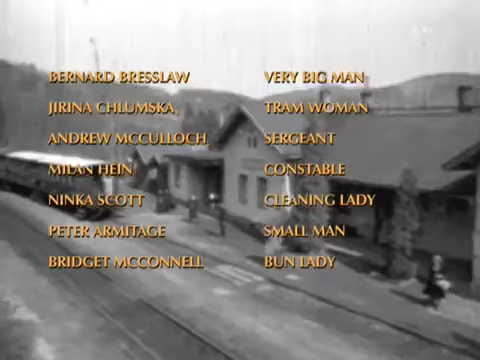 BERNARD BRESSLAW VERY BIG MAN
JIRINA CHLUMSKA, TRAM WOMAN
ANDREW MCCULLOCH SERGEANT
MILAN HEIN CONSTABLE
NINKA SCOTT CLEANING LADY
PETER ARMITAGE SMALL MAN
BRIDGET MCCONNELL BUN LADY